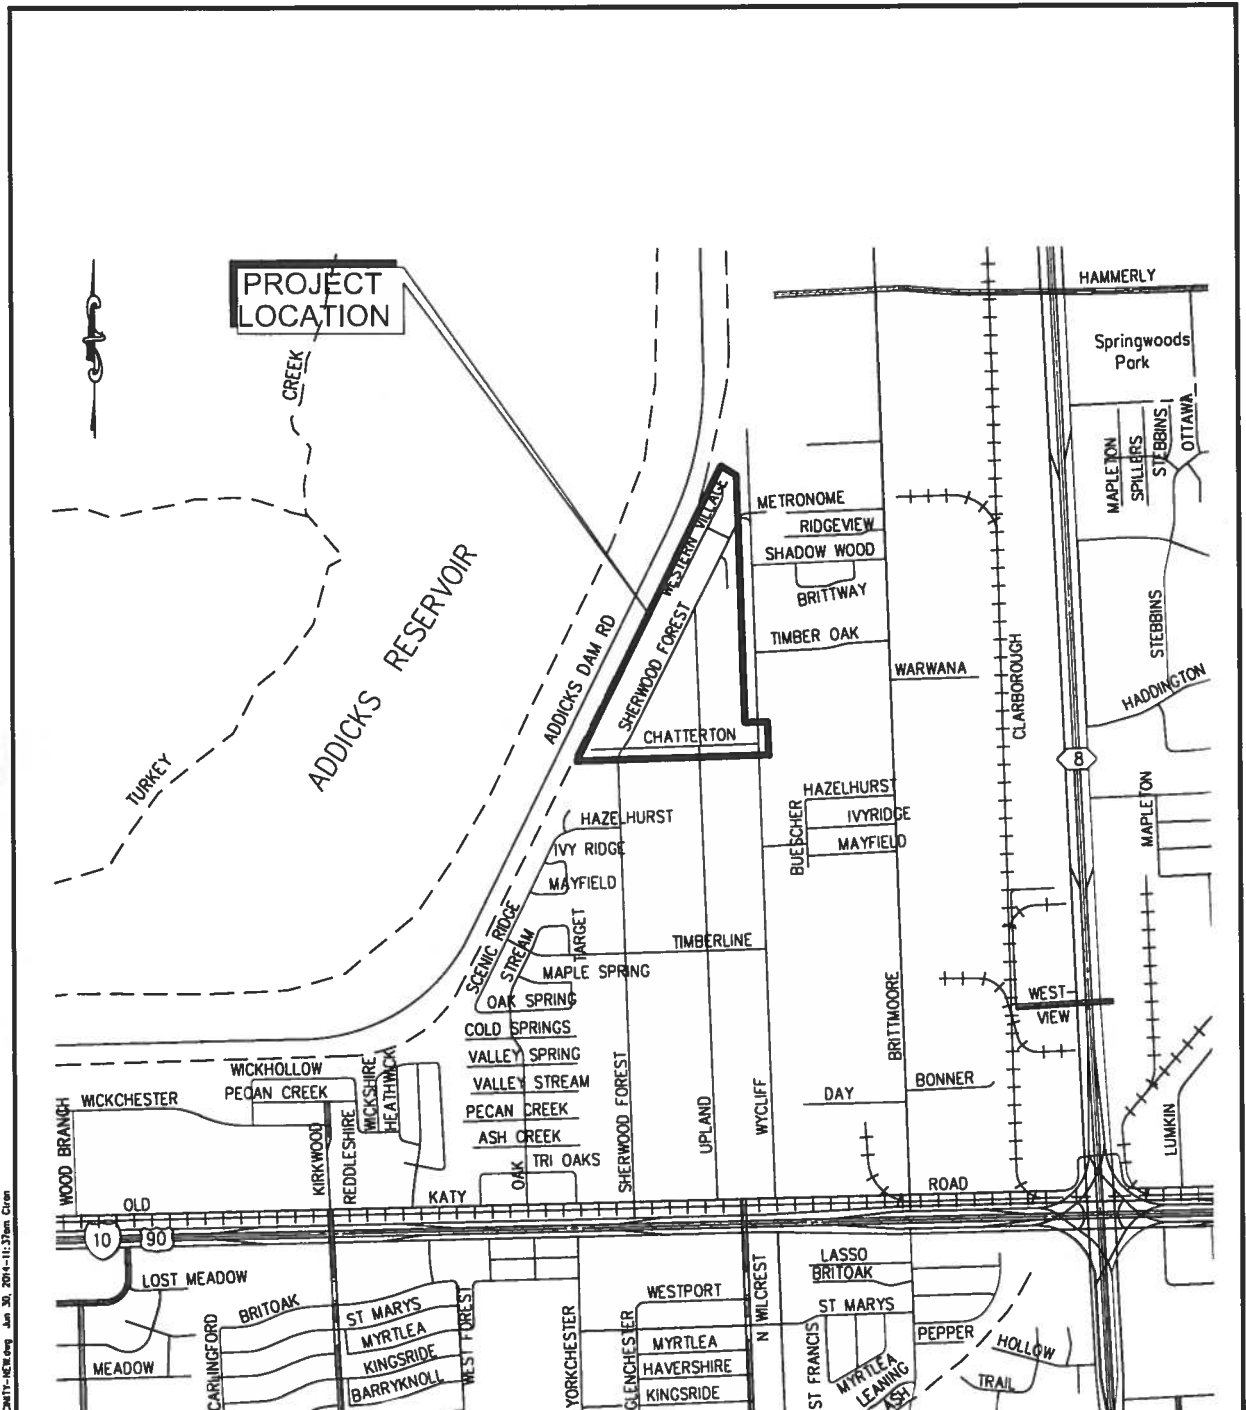 PROJECT
LOCATION
HAMMERLY
Springwoods
Park
CREEK
MAPLETON
SPILLERS
STEBBINS
OTTAWA
WESTERN VILLAGE
METRONOME
RIDGEVIEW
SHADOW WOOD
BRITTWAY
ADDICKS RESERVOIR
ADDICKS DAM RD
SHERWOOD FOREST
TIMBER OAK
WARWANA
CLARBOROUGH
STEBBINS
HADDINGTON
CHATTERTON
8
TURKEY
HAZELHURST
IVY RIDGE
MAYFIELD
BUESCHER
HAZELHURST
IVYRIDGE
MAYFIELD
MAPLETON
SCENIC RIDGE
STREAM
TARGET
TIMBERLINE
MAPLE SPRING
OAK SPRING
COLD SPRINGS
VALLEY SPRING
VALLEY STREAM
PECAN CREEK
ASH CREEK
TRI OAKS
OAK
BRITTMOORE
WEST
VIEW
WICKHOLLOW
PECAN CREEK
WICKCHESTER
WOOD BRANCH
KIRKWOOD
REDDLESHIRE
WICKSHIRE
HEATHWICK
SHERWOOD FOREST
UPLAND
WYCLIFF
DAY
BONNER
LUMKIN
OLD
KATY
ROAD
10
90
LOST MEADOW
MEADOW
CARLINGFORD
BRITOAK
ST MARYS
MYRTLEA
KINGSRIDE
BARRYKNOLL
WEST FOREST
YORKCHESTER
GLENCHESTER
WESTPORT
MYRTLEA
HAVERSHIRE
KINGSRIDE
N WILCREST
LASSO
BRITOAK
ST MARYS
ST FRANCIS
MYRTLEA
LEANING
ASH
PEPPER
HOLLOW
TRAIL
Jun 30, 2014-11:37am